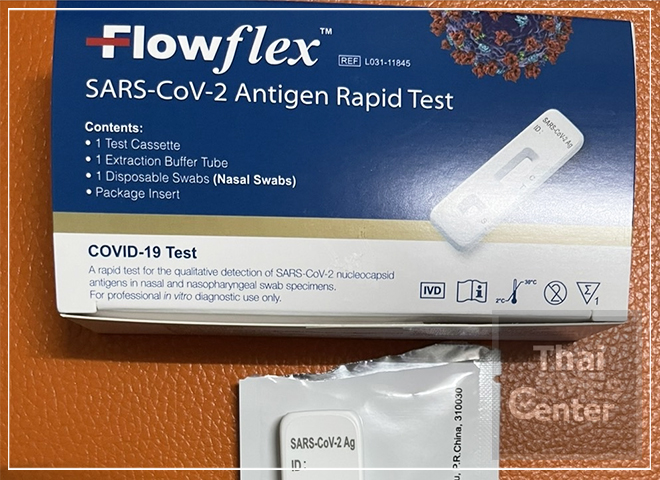 Flowflex™
REF L031-11845
SARS-CoV-2 Antigen Rapid Test
Contents:
• 1 Test Cassette
• 1 Extraction Buffer Tube
• 1 Disposable Swabs (Nasal Swabs)
• Package Insert
SARS-CoV-2 Ag
ID:
COVID-19 Test
A rapid test for the qualitative detection of SARS-CoV-2 nucleocapsid
antigens in nasal and nasopharyngeal swab specimens.
For professional in vitro diagnostic use only.
IVD
2°C
30°C
2
Σ
1
Thai
Center
SARS-CoV-2 Ag
ID:
P.R.China, 310030